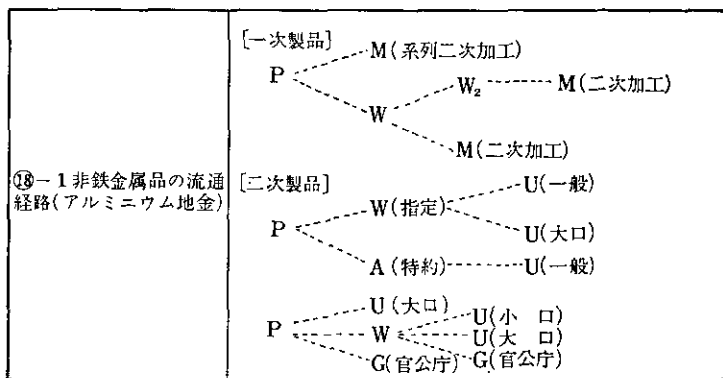 ⑱-1 非鉄金属品の流通
経路(アルミニウム地金)
[一次製品]
P
M(系列二次加工)
W
W₂
M(二次加工)
M(二次加工)
[二次製品]
P
W(指定)
U(一般)
U(大口)
A(特約)
U(一般)
P
U(大口)
W
G(官公庁)
U(小 口)
U(大 口)
G(官公庁)